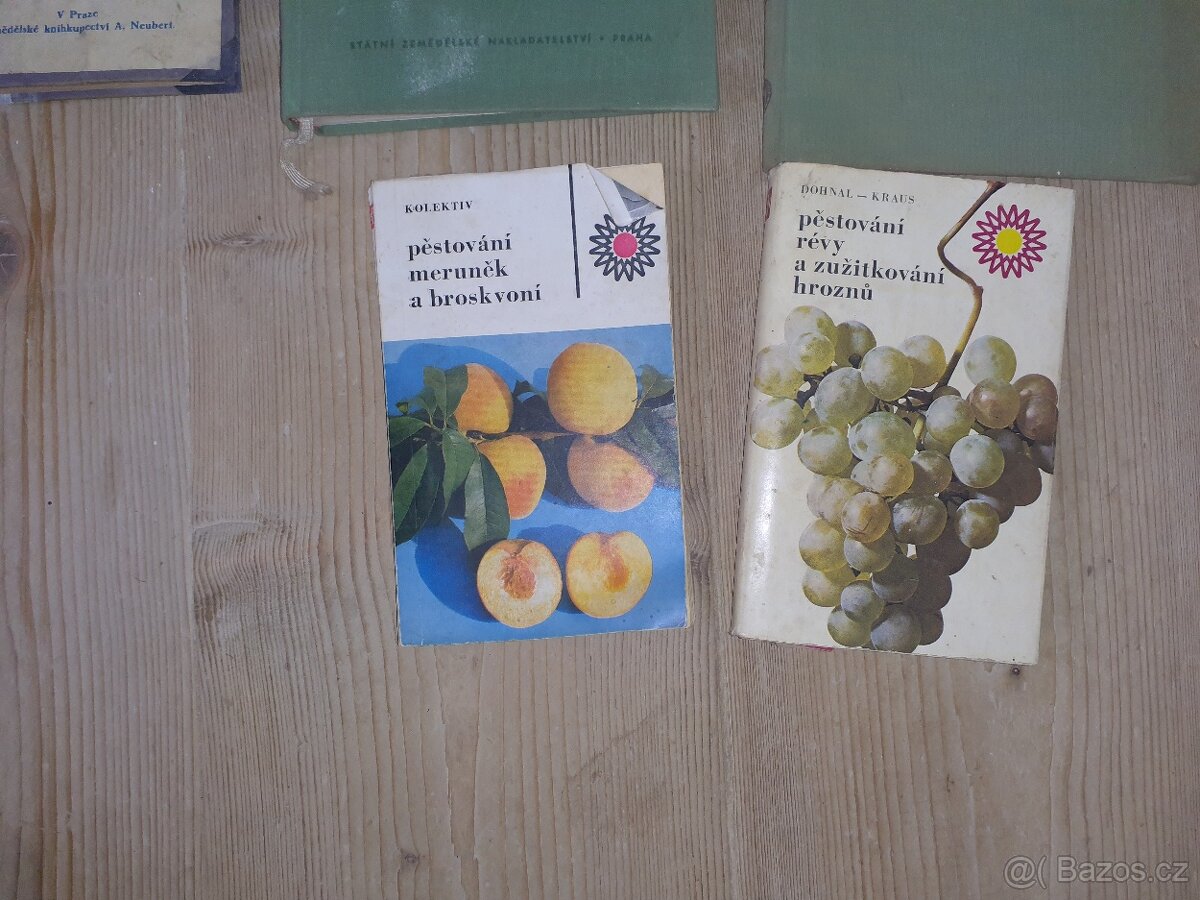 V Praze
ědělské knihkupectví A. Neubert.
STÁTNÍ ZEMĚDĚLSKÉ NAKLADATELSTVÍ • PRAHA
KOLEKTIV
pěstování
meruněk
a broskvoní
DOHNAL — KRAUS
pěstování
révy
a zužitkování
hroznů
@( Bazos.cz